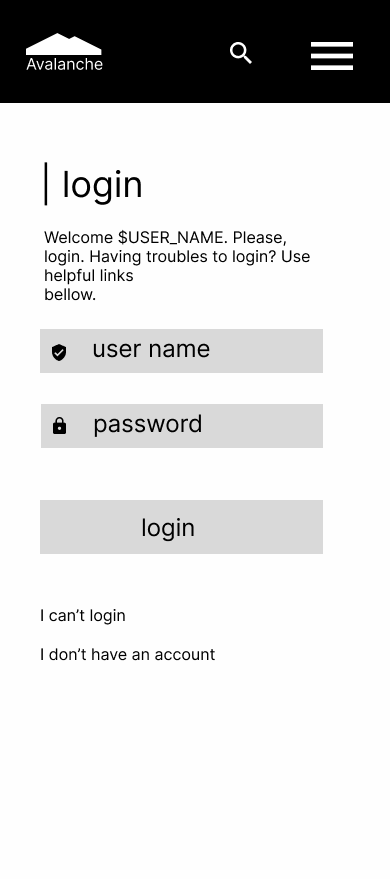 Avalanche
| login
Welcome $USER_NAME. Please,
login. Having troubles to login? Use
helpful links
bellow.
user name
password
login
I can’t login
I don’t have an account